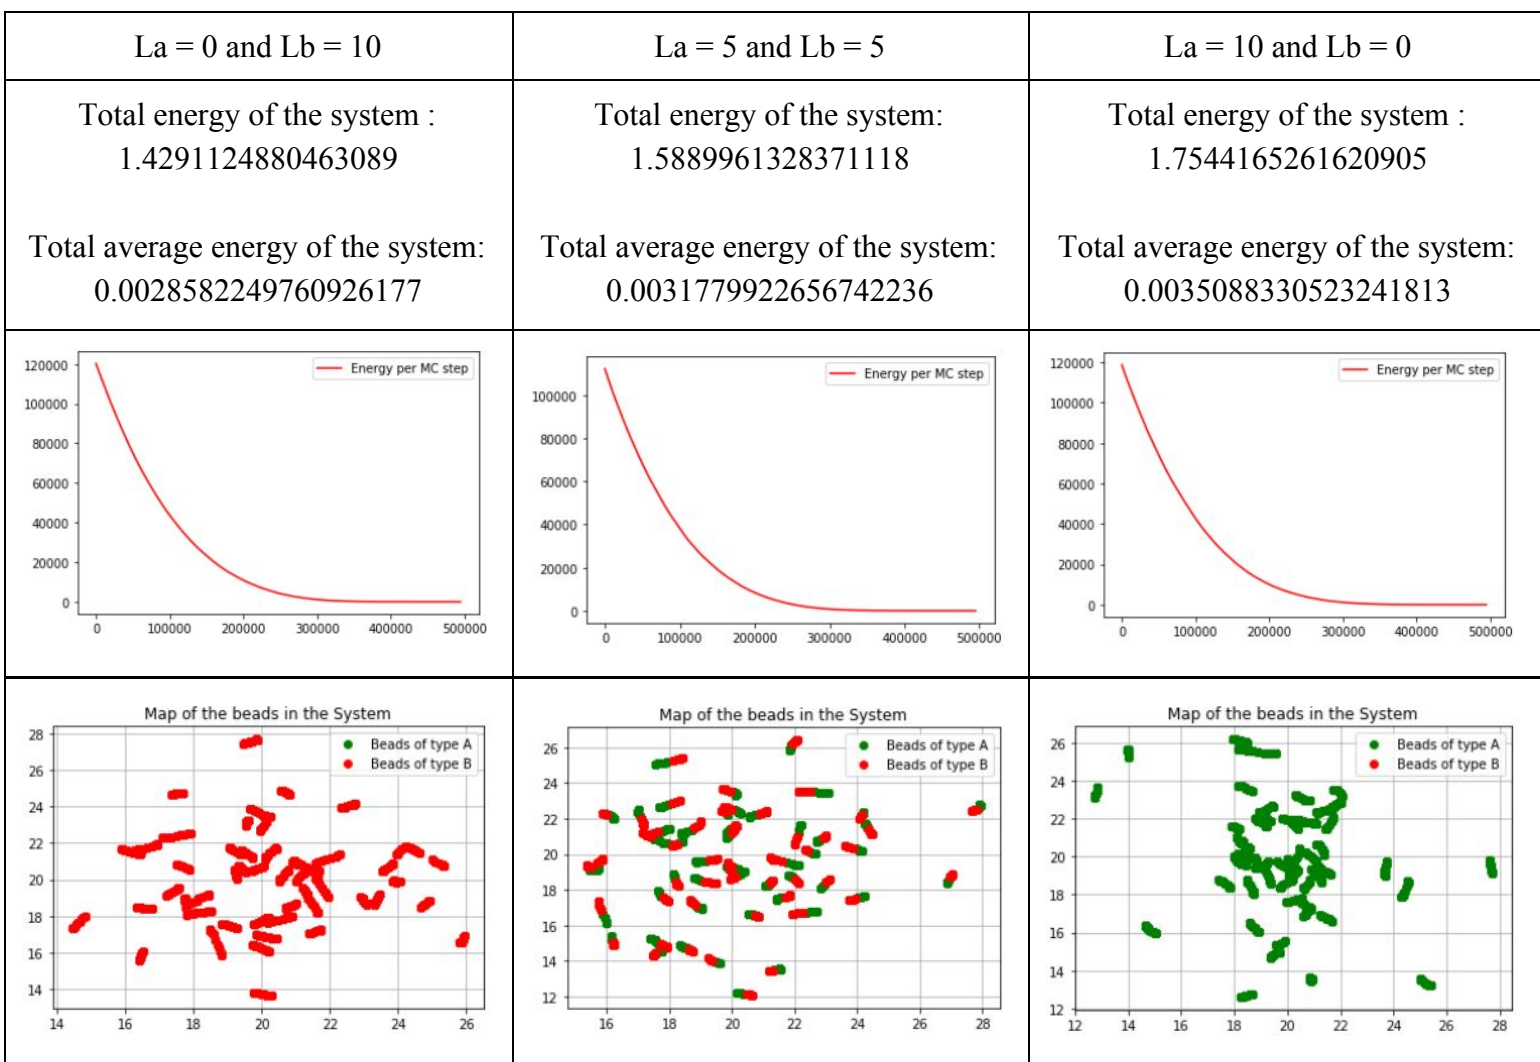 La = 0 and Lb = 10
La = 5 and Lb = 5
La = 10 and Lb = 0
Total energy of the system :
1.4291124880463089
Total average energy of the system:
0.0028582249760926177
Total energy of the system:
1.5889961328371118
Total average energy of the system:
0.0031779922656742236
Total energy of the system :
1.7544165261620905
Total average energy of the system:
0.0035088330523241813
Energy per MC step
120000
100000
80000
60000
40000
20000
0
0 100000 200000 300000 400000 500000
Energy per MC step
100000
80000
60000
40000
20000
0
0 100000 200000 300000 400000 500000
Energy per MC step
120000
100000
80000
60000
40000
20000
0
0 100000 200000 300000 400000 500000
Map of the beads in the System
Beads of type A
Beads of type B
28
26
24
22
20
18
16
14
14 16 18 20 22 24 26
Map of the beads in the System
Beads of type A
Beads of type B
26
24
22
20
18
16
14
12
16 18 20 22 24 26 28
Map of the beads in the System
Beads of type A
Beads of type B
26
24
22
20
18
16
14
12
12 14 16 18 20 22 24 26 28